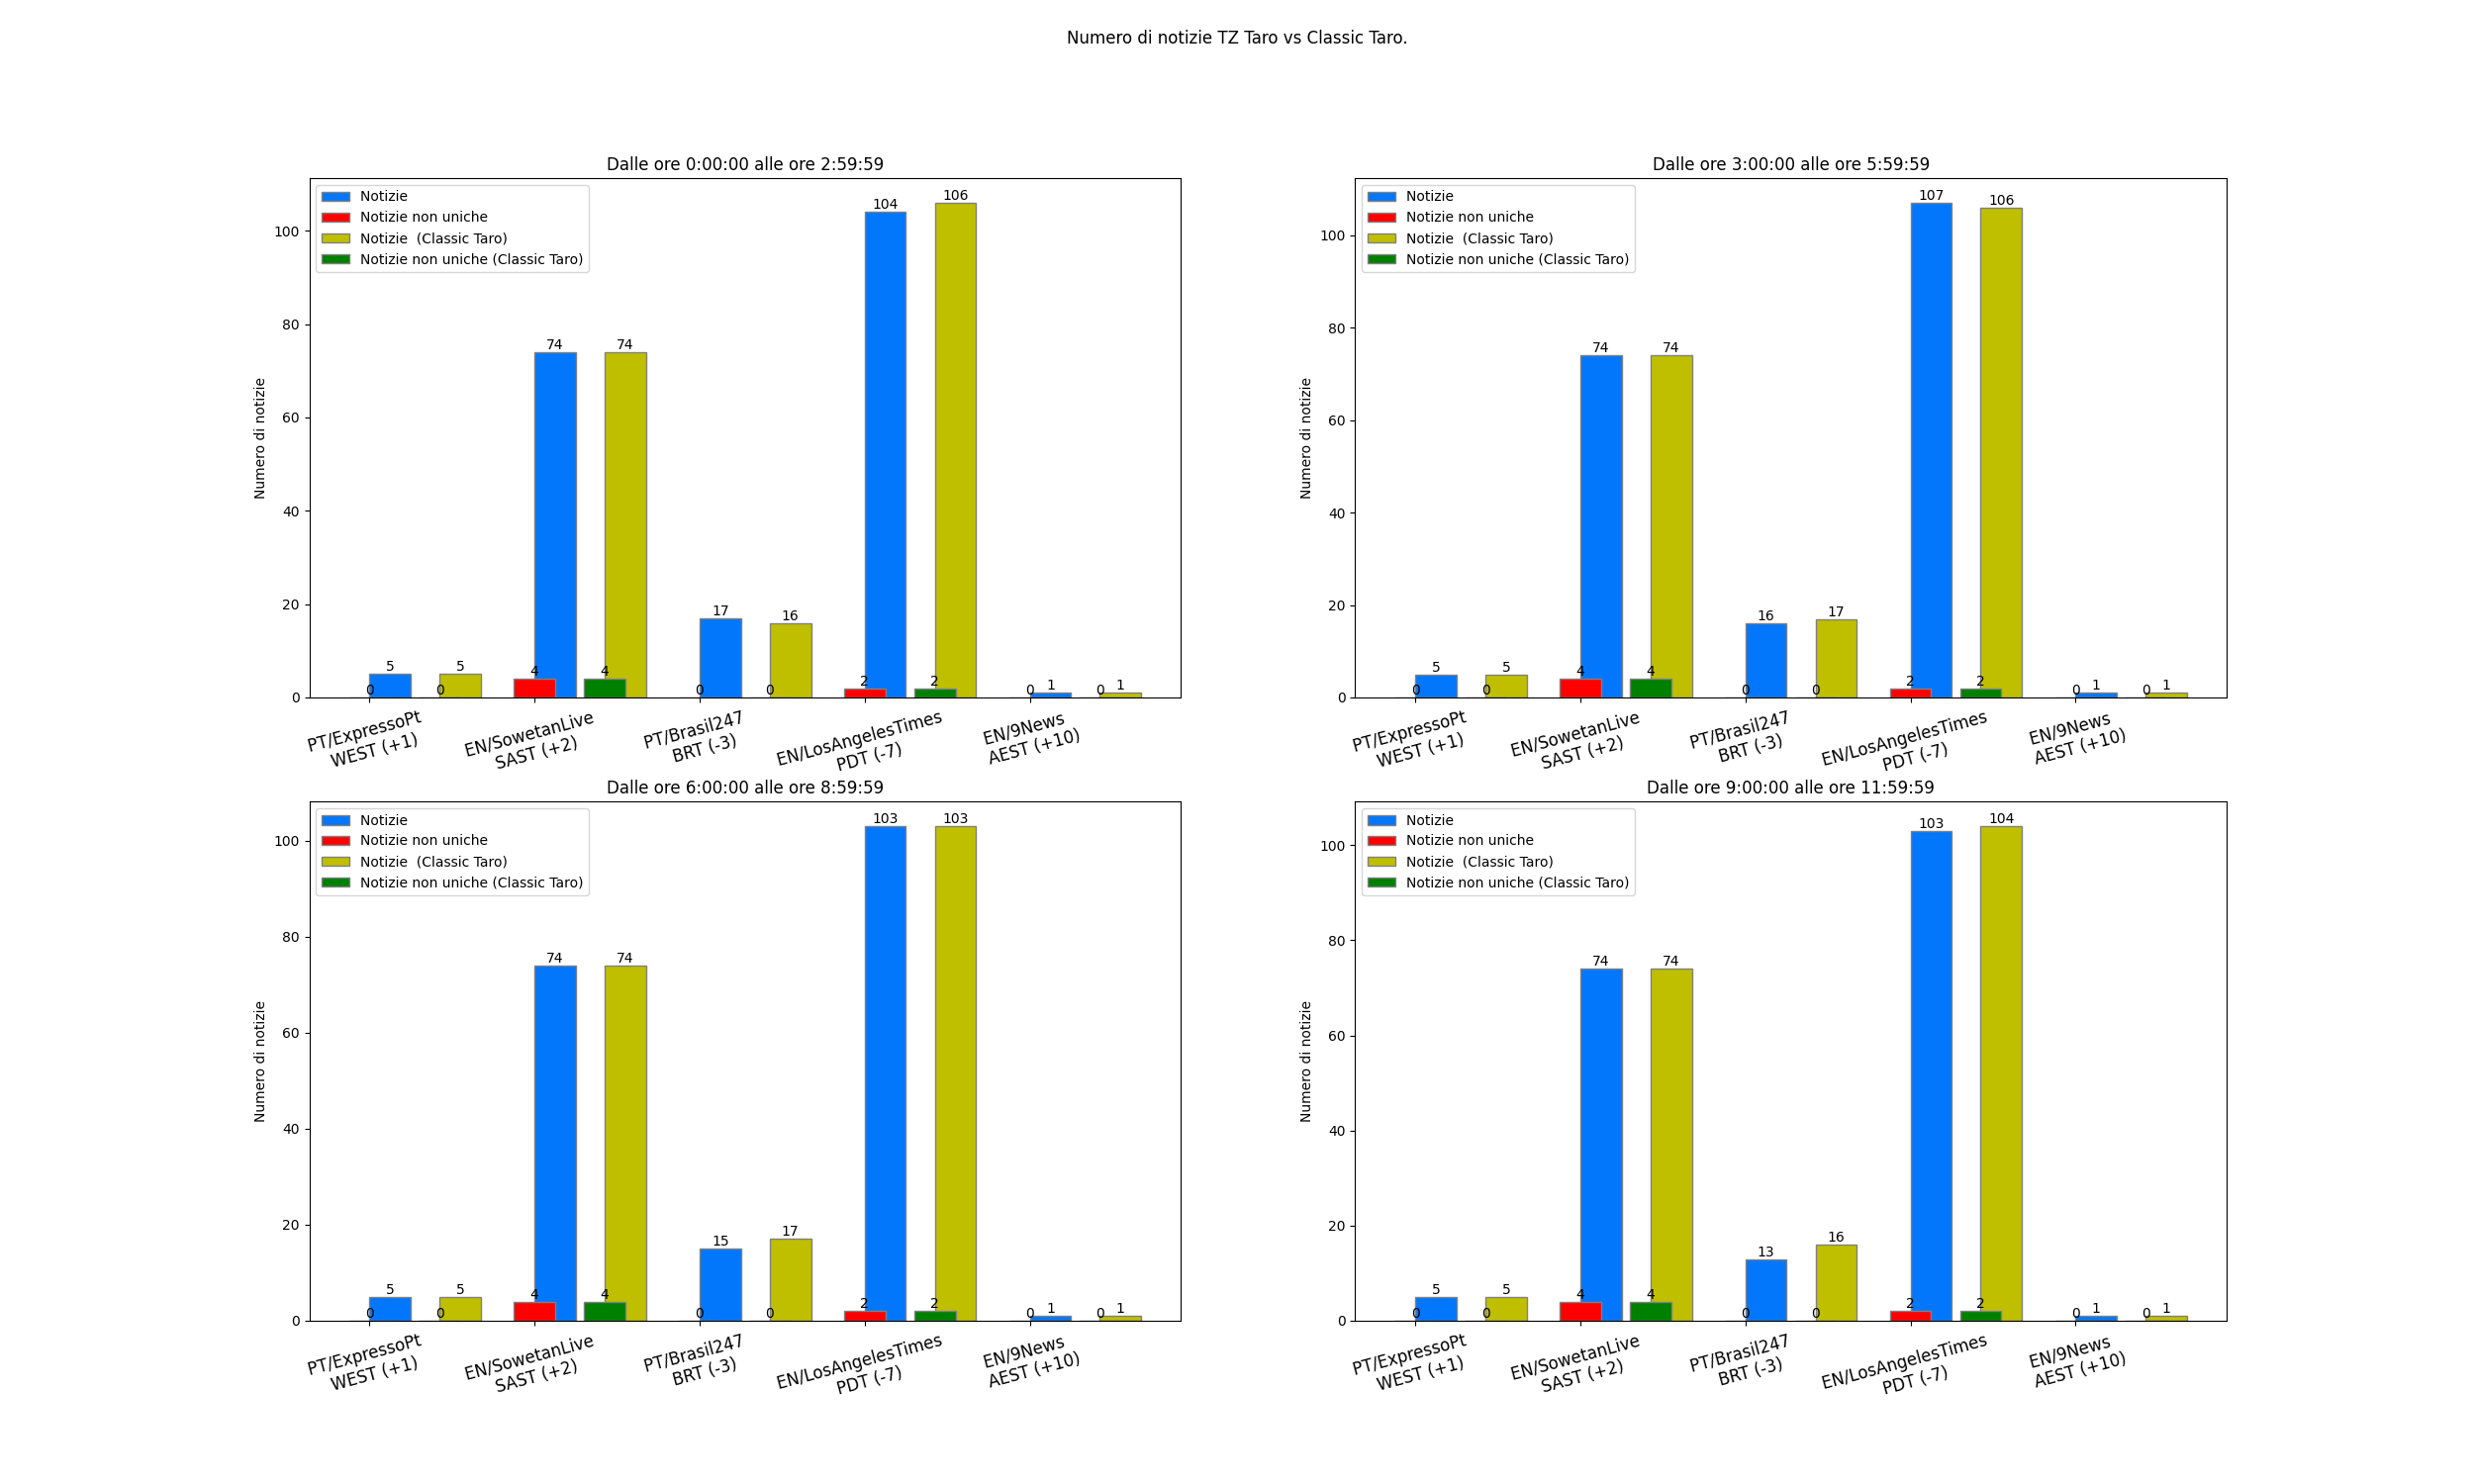 Numero di notizie TZ Taro vs Classic Taro.
Dalle ore 0:00:00 alle ore 2:59:59
Notizie
Notizie non uniche
Notizie (Classic Taro)
Notizie non uniche (Classic Taro)
Numero di notizie
100
80
60
40
20
0
5
5
0
0
74
74
4
4
17
16
0
0
104
106
2
2
1
1
0
0
PT/ExpressoPt
WEST (+1)
EN/SowetanLive
SAST (+2)
PT/Brasil247
BRT (-3)
EN/LosAngelesTimes
PDT (-7)
EN/9News
AEST (+10)
Dalle ore 3:00:00 alle ore 5:59:59
Notizie
Notizie non uniche
Notizie (Classic Taro)
Notizie non uniche (Classic Taro)
Numero di notizie
100
80
60
40
20
0
5
5
0
0
74
74
4
4
16
17
0
0
107
106
2
2
1
1
0
0
PT/ExpressoPt
WEST (+1)
EN/SowetanLive
SAST (+2)
PT/Brasil247
BRT (-3)
EN/LosAngelesTimes
PDT (-7)
EN/9News
AEST (+10)
Dalle ore 6:00:00 alle ore 8:59:59
Notizie
Notizie non uniche
Notizie (Classic Taro)
Notizie non uniche (Classic Taro)
Numero di notizie
100
80
60
40
20
0
5
5
0
0
74
74
4
4
15
17
0
0
103
103
2
2
1
1
0
0
PT/ExpressoPt
WEST (+1)
EN/SowetanLive
SAST (+2)
PT/Brasil247
BRT (-3)
EN/LosAngelesTimes
PDT (-7)
EN/9News
AEST (+10)
Dalle ore 9:00:00 alle ore 11:59:59
Notizie
Notizie non uniche
Notizie (Classic Taro)
Notizie non uniche (Classic Taro)
Numero di notizie
100
80
60
40
20
0
5
5
0
0
74
74
4
4
13
16
0
0
103
104
2
2
1
1
0
0
PT/ExpressoPt
WEST (+1)
EN/SowetanLive
SAST (+2)
PT/Brasil247
BRT (-3)
EN/LosAngelesTimes
PDT (-7)
EN/9News
AEST (+10)